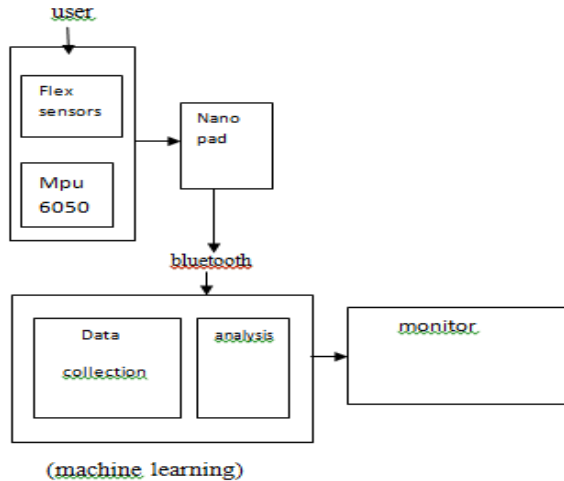 user
Flex
sensors
Mpu
6050
Nano
pad
bluetooth
Data
collection
analysis
monitor
(machine learning)